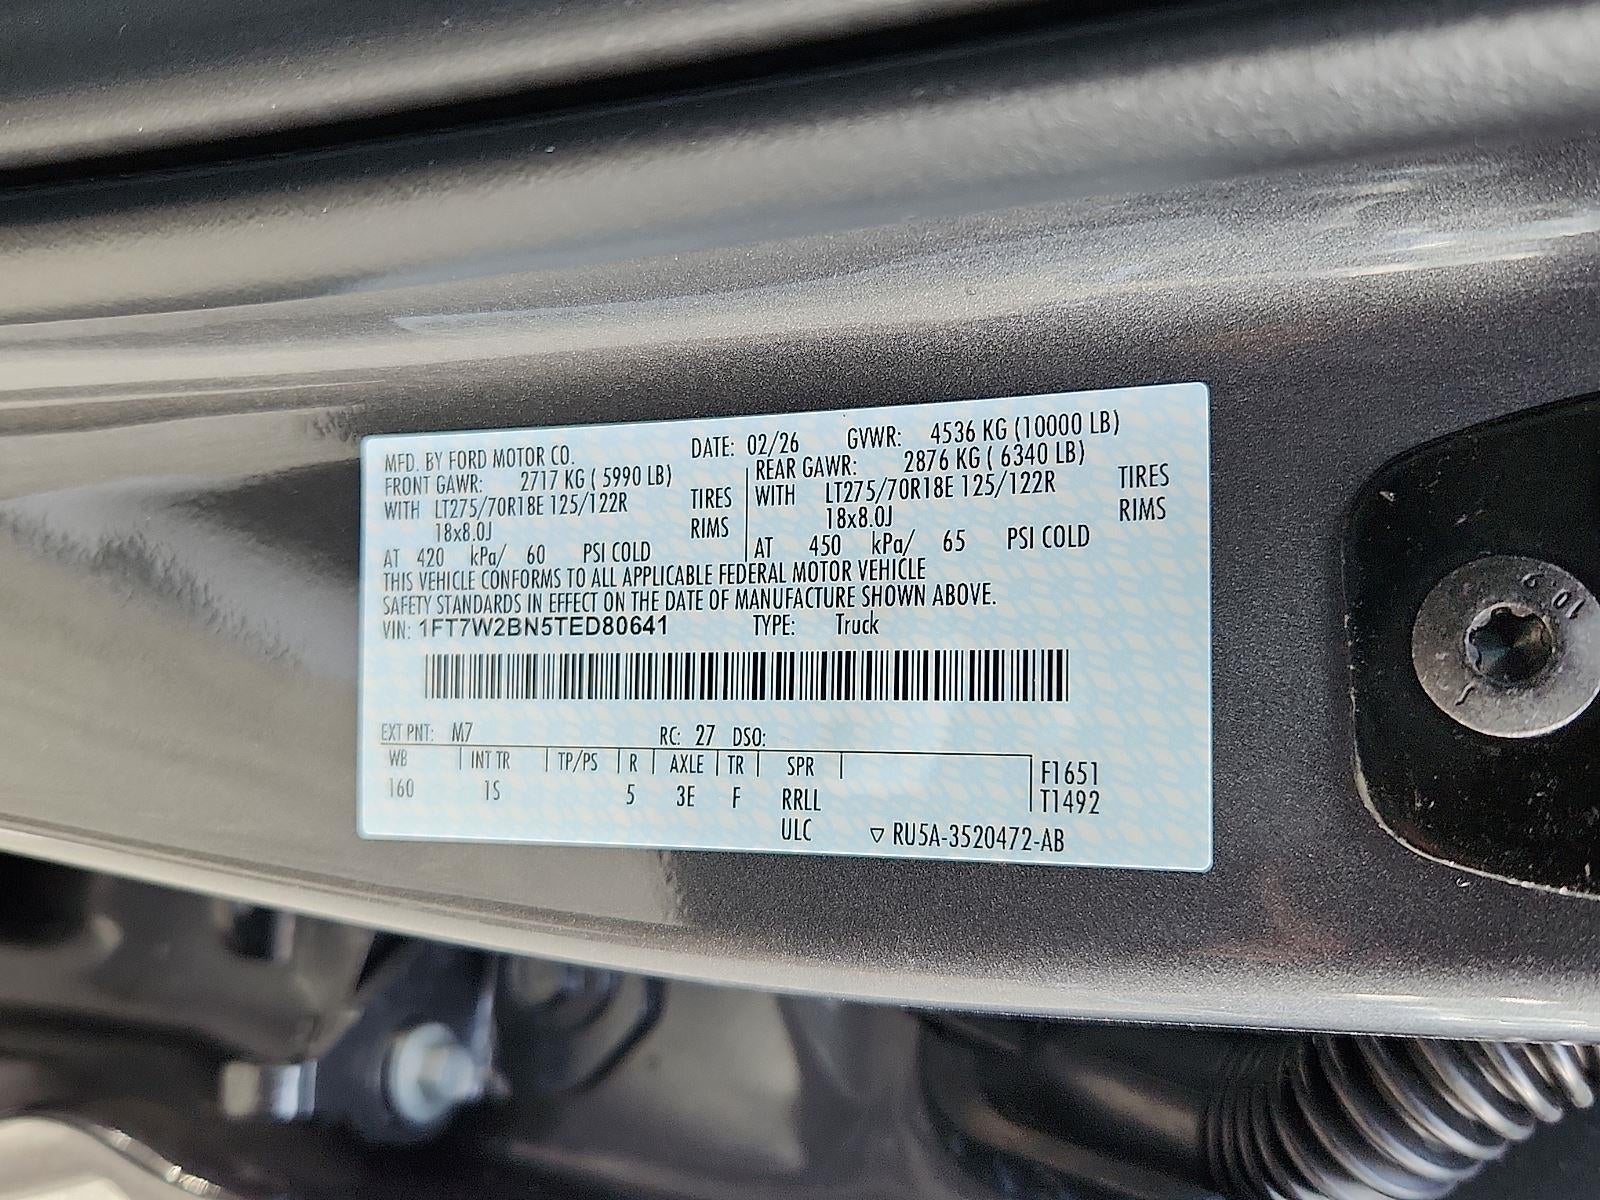 MFD. BY FORD MOTOR CO. DATE: 02/26 GVWR: 4536 KG (10000 LB)
FRONT GAWR: 2717 KG ( 5990 LB) REAR GAWR: 2876 KG ( 6340 LB)
WITH LT275/70R18E 125/122R TIRES WITH LT275/70R18E 125/122R TIRES
18x8.0J RIMS 18x8.0J RIMS
AT 420 kPa/ 60 PSI COLD AT 450 kPa/ 65 PSI COLD
THIS VEHICLE CONFORMS TO ALL APPLICABLE FEDERAL MOTOR VEHICLE
SAFETY STANDARDS IN EFFECT ON THE DATE OF MANUFACTURE SHOWN ABOVE.
VIN: 1FT7W2BN5TED80641 TYPE: Truck
EXT PNT: M7 RC: 27 DSO:
WB INT TR TP/PS R AXLE TR SPR
160 1S 5 3E F RRLL
ULC
F1651
T1492
RU5A-3520472-AB
10.9